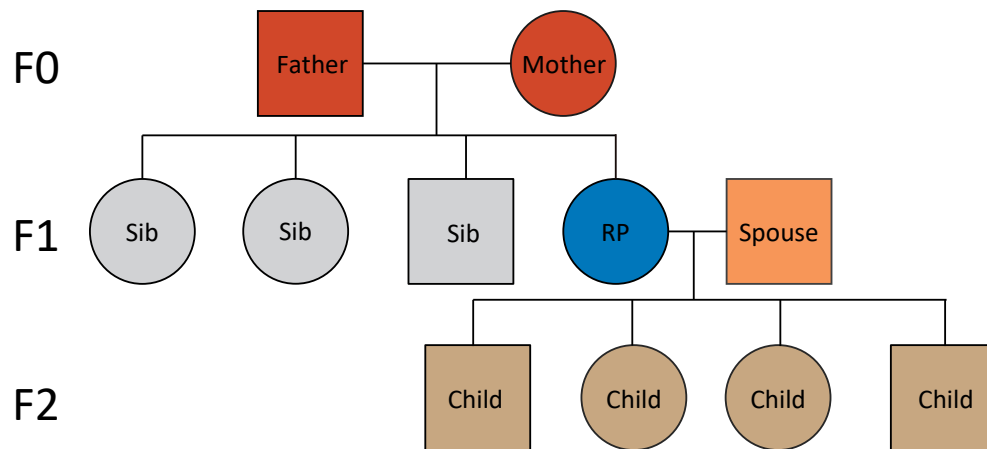 F0 Father Mother
F1 Sib Sib Sib RP Spouse
F2 Child Child Child Child